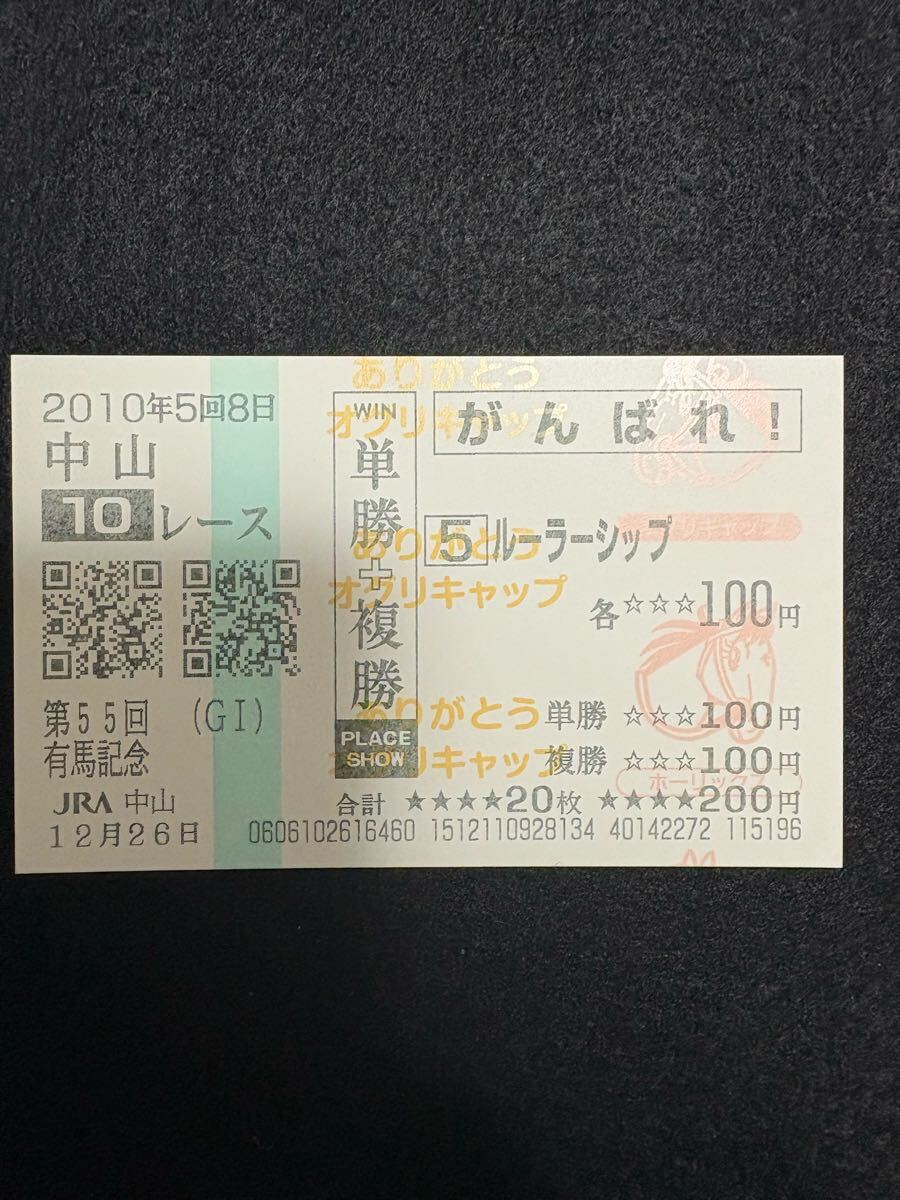 2010年5回8日
中山
10レース
第55回 (GI)
有馬記念
JRA 中山
12月26日
WIN
単勝+複勝
PLACE
SHOW
ありがとう
オグリキャップ
ありがとう
オグリキャップ
ありがとう
オグリキャップ
がんばれ!
5 ルーラーシップ
各☆☆☆100円
単勝 ☆☆☆100円
複勝 ☆☆☆100円
ホーリックス
合計 ★★★★20枚 ★★★★200円
0606102616460 1512110928134 40142272 115196